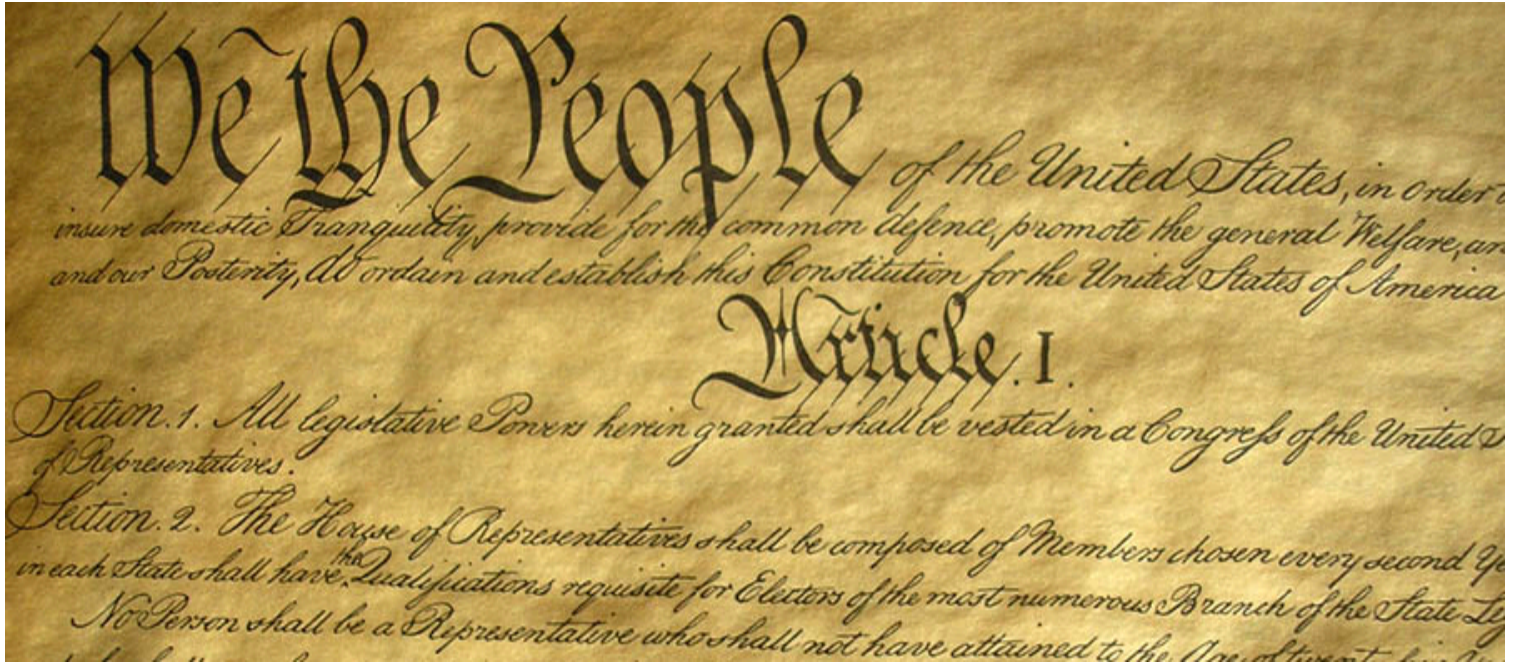 We the People of the United States, in order
insure domestic Tranquility, provide for the common defence, promote the general Welfare, an
and our Posterity, do ordain and establish this Constitution for the United States of America
Article. I.
Section. 1. All legislative Powers herein granted shall be vested in a Congreſs of the United
of Representatives.
Section. 2. The House of Representatives shall be composed of Members chosen every second Ye
in each State shall have the Qualifications requisite for Electors of the most numerous Branch of the State Leg
No Person shall be a Representative who shall not have attained to the Age of twenty